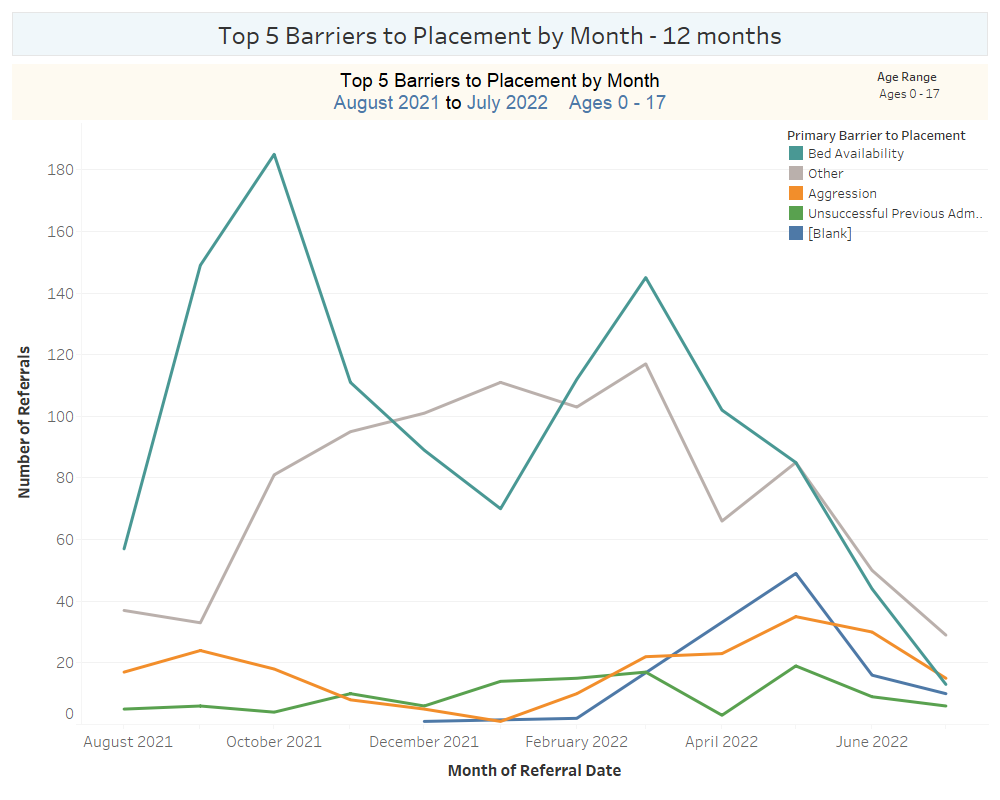 Top 5 Barriers to Placement by Month - 12 months
Top 5 Barriers to Placement by Month
August 2021 to July 2022 Ages 0 - 17
Age Range
Ages 0 - 17
Primary Barrier to Placement
Bed Availability
Other
Aggression
Unsuccessful Previous Adm..
[Blank]
Number of Referrals
180
160
140
120
100
80
60
40
20
0
August 2021
October 2021
December 2021
February 2022
April 2022
June 2022
Month of Referral Date